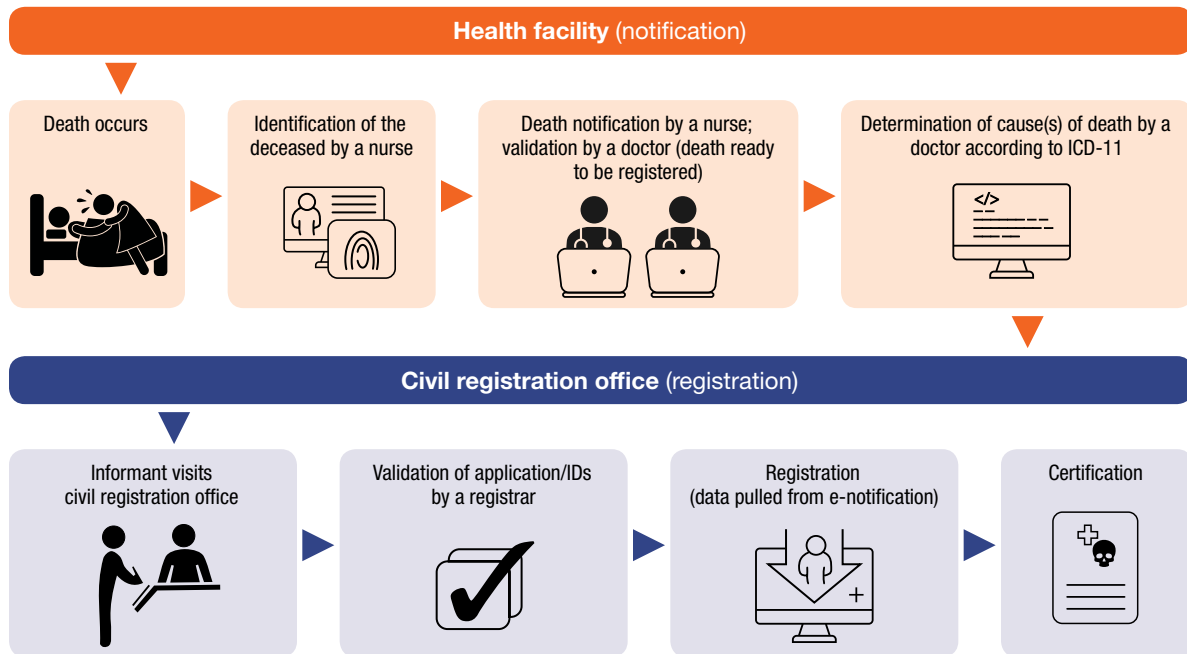 Health facility (notification)
Death occurs
Identification of the
deceased by a nurse
Death notification by a nurse;
validation by a doctor (death ready
to be registered)
Determination of cause(s) of death by a
doctor according to ICD-11
</>
Civil registration office (registration)
Informant visits
civil registration office
Validation of application/IDs
by a registrar
Registration
(data pulled from e-notification)
Certification